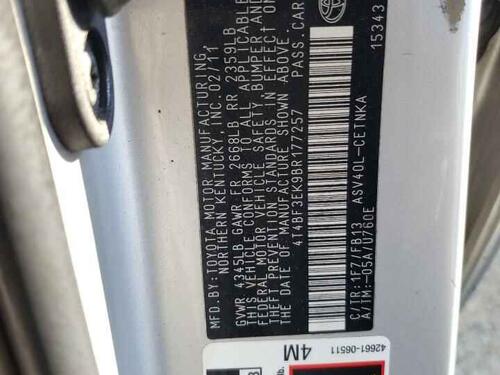 MFD.BY: TOYOTA MOTOR MANUFACTURING,
NORTHERN KENTUCKY, INC. 02/11
GVWR 4345LB GAWR FR 2668LB RR 2359LB
THIS VEHICLE CONFORMS TO ALL APPLICABLE
FEDERAL MOTOR VEHICLE SAFETY, BUMPER, AND
THEFT PREVENTION STANDARDS IN EFFECT ON
THE DATE OF MANUFACTURE SHOWN ABOVE.
4T4BF3EK9BR177257 PASS.CAR
15343
C/TR:1F7/FB13 ASV40L-CETNKA
A/TM:-03A/U760E
42661-06511
4M